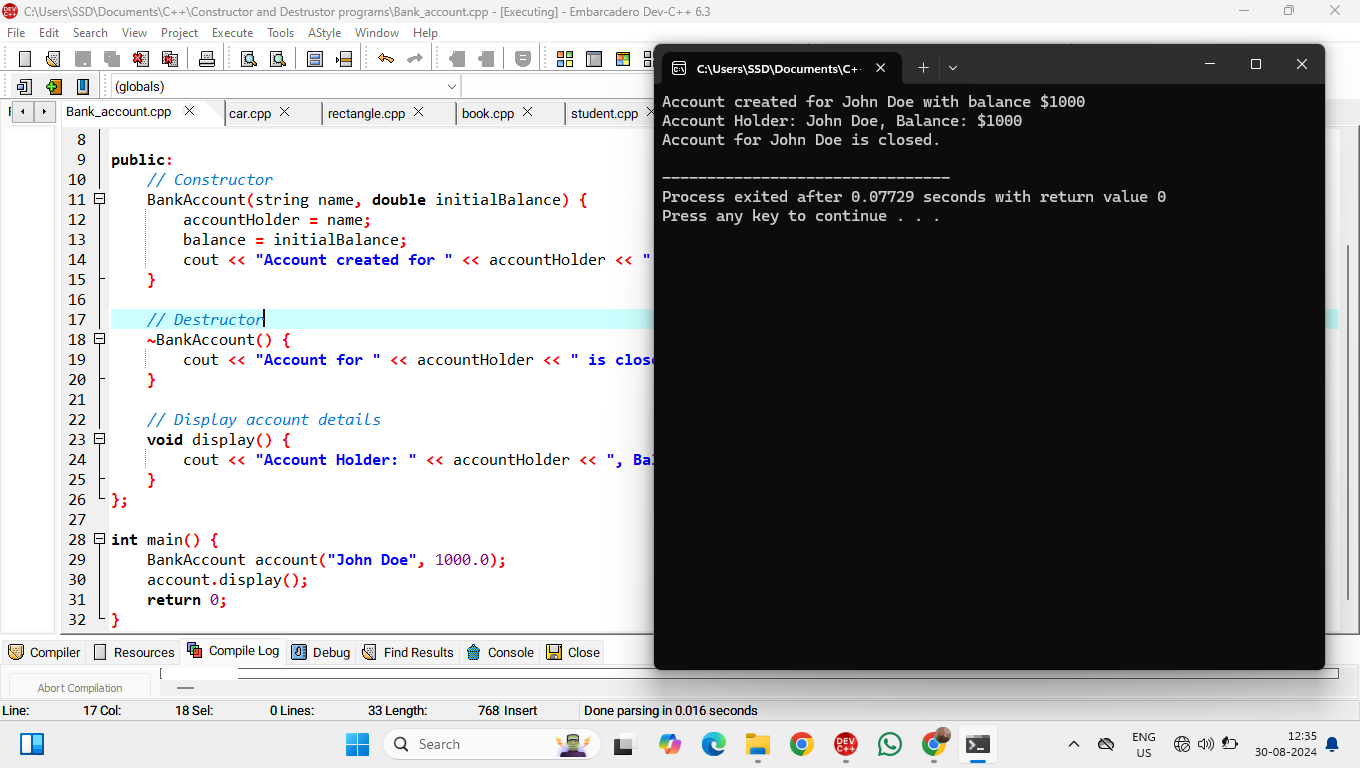 C:\Users\SSD\Documents\C++\Constructor and Destrustor programs\Bank_account.cpp - [Executing] - Embarcadero Dev-C++ 6.3
File Edit Search View Project Execute Tools AStyle Window Help
(globals)
Bank_account.cpp car.cpp rectangle.cpp book.cpp student.cpp
8
9 public:
10 // Constructor
11 BankAccount(string name, double initialBalance) {
12 accountHolder = name;
13 balance = initialBalance;
14 cout << "Account created for " << accountHolder << "
15 }
16
17 // Destructor
18 ~BankAccount() {
19 cout << "Account for " << accountHolder << " is close
20 }
21
22 // Display account details
23 void display() {
24 cout << "Account Holder: " << accountHolder << ", Ba
25 }
26 };
27
28 int main() {
29 BankAccount account("John Doe", 1000.0);
30 account.display();
31 return 0;
32 }
C:\Users\SSD\Documents\C+
Account created for John Doe with balance $1000
Account Holder: John Doe, Balance: $1000
Account for John Doe is closed.
--------------------------------
Process exited after 0.07729 seconds with return value 0
Press any key to continue . . .
Compiler Resources Compile Log Debug Find Results Console Close
Abort Compilation
Line: 17 Col: 18 Sel: 0 Lines: 33 Length: 768 Insert Done parsing in 0.016 seconds
Search
DEV C++
ENG
US
12:35
30-08-2024